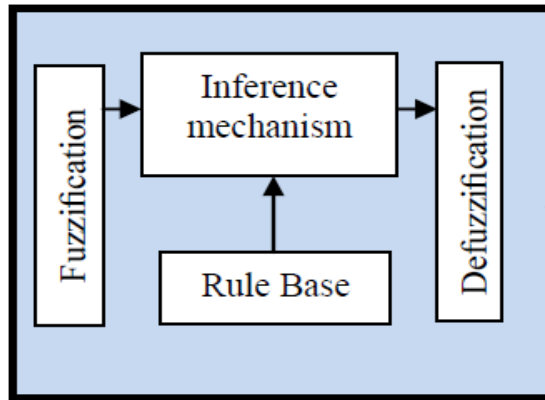 Fuzzification
Inference
mechanism
Rule Base
Defuzzification